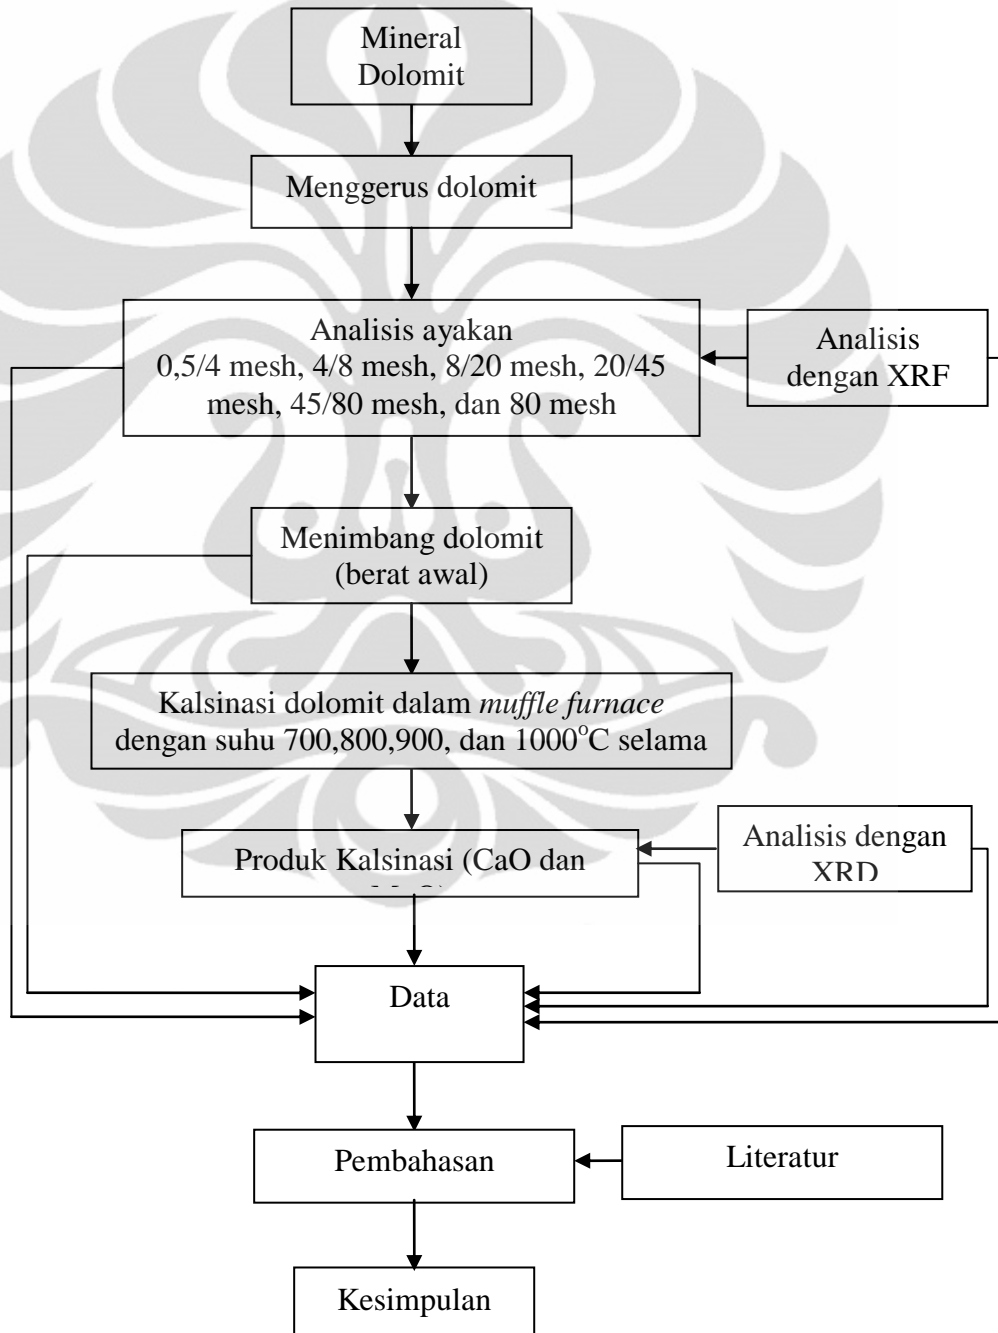 Mineral
Dolomit
Menggerus dolomit
Analisis ayakan
0,5/4 mesh, 4/8 mesh, 8/20 mesh, 20/45
mesh, 45/80 mesh, dan 80 mesh
Analisis
dengan XRF
Menimbang dolomit
(berat awal)
Kalsinasi dolomit dalam muffle furnace
dengan suhu 700,800,900, dan 1000°C selama
Produk Kalsinasi (CaO dan
Analisis dengan
XRD
Data
Pembahasan
Literatur
Kesimpulan